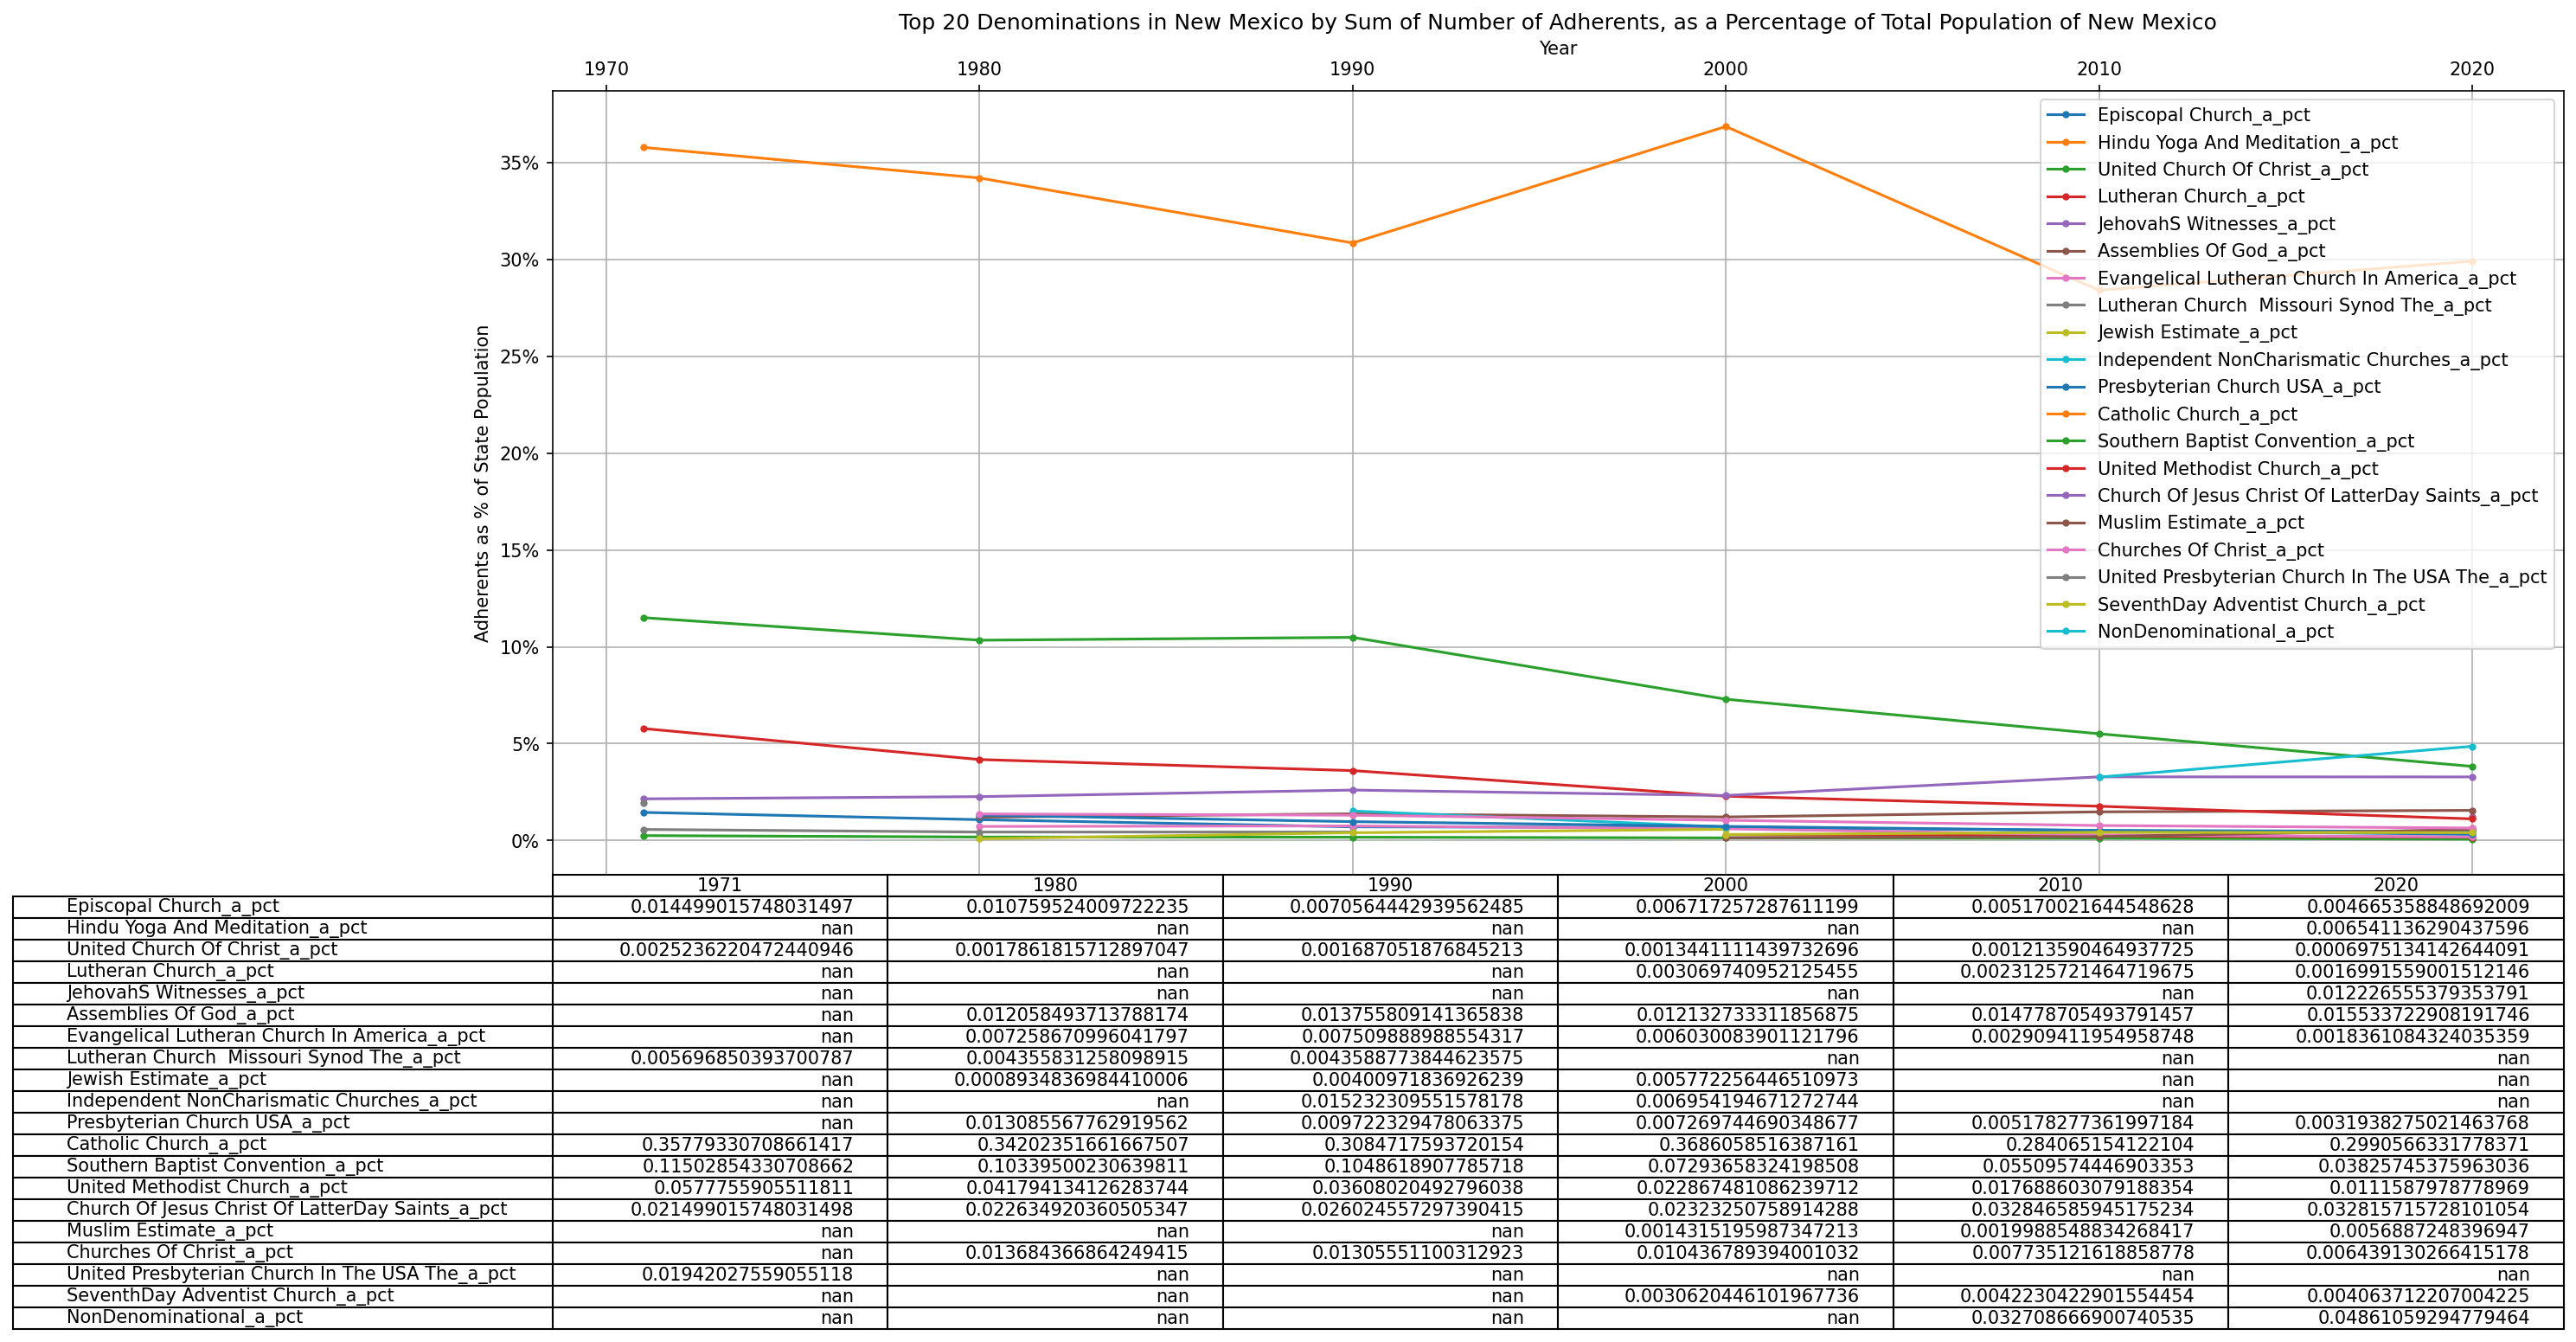 Top 20 Denominations in New Mexico by Sum of Number of Adherents, as a Percentage of Total Population of New Mexico
Year
1970 1980 1990 2000 2010 2020
Adherents as % of State Population
35%
30%
25%
20%
15%
10%
5%
0%
Episcopal Church_a_pct
Hindu Yoga And Meditation_a_pct
United Church Of Christ_a_pct
Lutheran Church_a_pct
JehovahS Witnesses_a_pct
Assemblies Of God_a_pct
Evangelical Lutheran Church In America_a_pct
Lutheran Church  Missouri Synod The_a_pct
Jewish Estimate_a_pct
Independent NonCharismatic Churches_a_pct
Presbyterian Church USA_a_pct
Catholic Church_a_pct
Southern Baptist Convention_a_pct
United Methodist Church_a_pct
Church Of Jesus Christ Of LatterDay Saints_a_pct
Muslim Estimate_a_pct
Churches Of Christ_a_pct
United Presbyterian Church In The USA The_a_pct
SeventhDay Adventist Church_a_pct
NonDenominational_a_pct
1971 1980 1990 2000 2010 2020
Episcopal Church_a_pct 0.014499015748031497 0.010759524009722235 0.0070564442939562485 0.006717257287611199 0.005170021644548628 0.004665358848692009
Hindu Yoga And Meditation_a_pct nan nan nan nan nan 0.006541136290437596
United Church Of Christ_a_pct 0.0025236220472440946 0.0017861815712897047 0.001687051876845213 0.0013441111439732696 0.001213590464937725 0.0006975134142644091
Lutheran Church_a_pct nan nan nan 0.003069740952125455 0.0023125721464719675 0.0016991559001512146
JehovahS Witnesses_a_pct nan nan nan nan nan 0.012226555379353791
Assemblies Of God_a_pct nan 0.012058493713788174 0.013755809141365838 0.012132733311856875 0.014778705493791457 0.015533722908191746
Evangelical Lutheran Church In America_a_pct nan 0.007258670996041797 0.007509888988554317 0.006030083901121796 0.002909411954958748 0.0018361084324035359
Lutheran Church  Missouri Synod The_a_pct 0.005696850393700787 0.004355831258098915 0.0043588773844623575 nan nan nan
Jewish Estimate_a_pct nan 0.0008934836984410006 0.00400971836926239 0.005772256446510973 nan nan
Independent NonCharismatic Churches_a_pct nan nan 0.015232309551578178 0.006954194671272744 nan nan
Presbyterian Church USA_a_pct nan 0.013085567762919562 0.009722329478063375 0.007269744690348677 0.005178277361997184 0.0031938275021463768
Catholic Church_a_pct 0.35779330708661417 0.34202351661667507 0.3084717593720154 0.3686058516387161 0.284065154122104 0.29905663317​78371
Southern Baptist Convention_a_pct 0.11502854330708662 0.10339500230639811 0.1048618907785718 0.07293658324198508 0.05509574446903353 0.03825745375963036
United Methodist Church_a_pct 0.0577755905511811 0.041794134126283744 0.03608020492796038 0.022867481086239712 0.017688603079188354 0.0111587978778969
Church Of Jesus Christ Of LatterDay Saints_a_pct 0.021499015748031498 0.022634920360505347 0.026024557297390415 0.02323250758914288 0.032846585945175234 0.032815715728101054
Muslim Estimate_a_pct nan nan nan 0.0014315195987347213 0.0019988548834268417 0.0056887248396947
Churches Of Christ_a_pct nan 0.013684366864249415 0.01305551100312923 0.010436789394001032 0.007735121618858778 0.006439130266415178
United Presbyterian Church In The USA The_a_pct 0.01942027559055118 nan nan nan nan nan
SeventhDay Adventist Church_a_pct nan nan nan 0.0030620446101967736 0.0042230422901554454 0.004063712207004225
NonDenominational_a_pct nan nan nan nan 0.032708666900740535 0.048610592947​79464